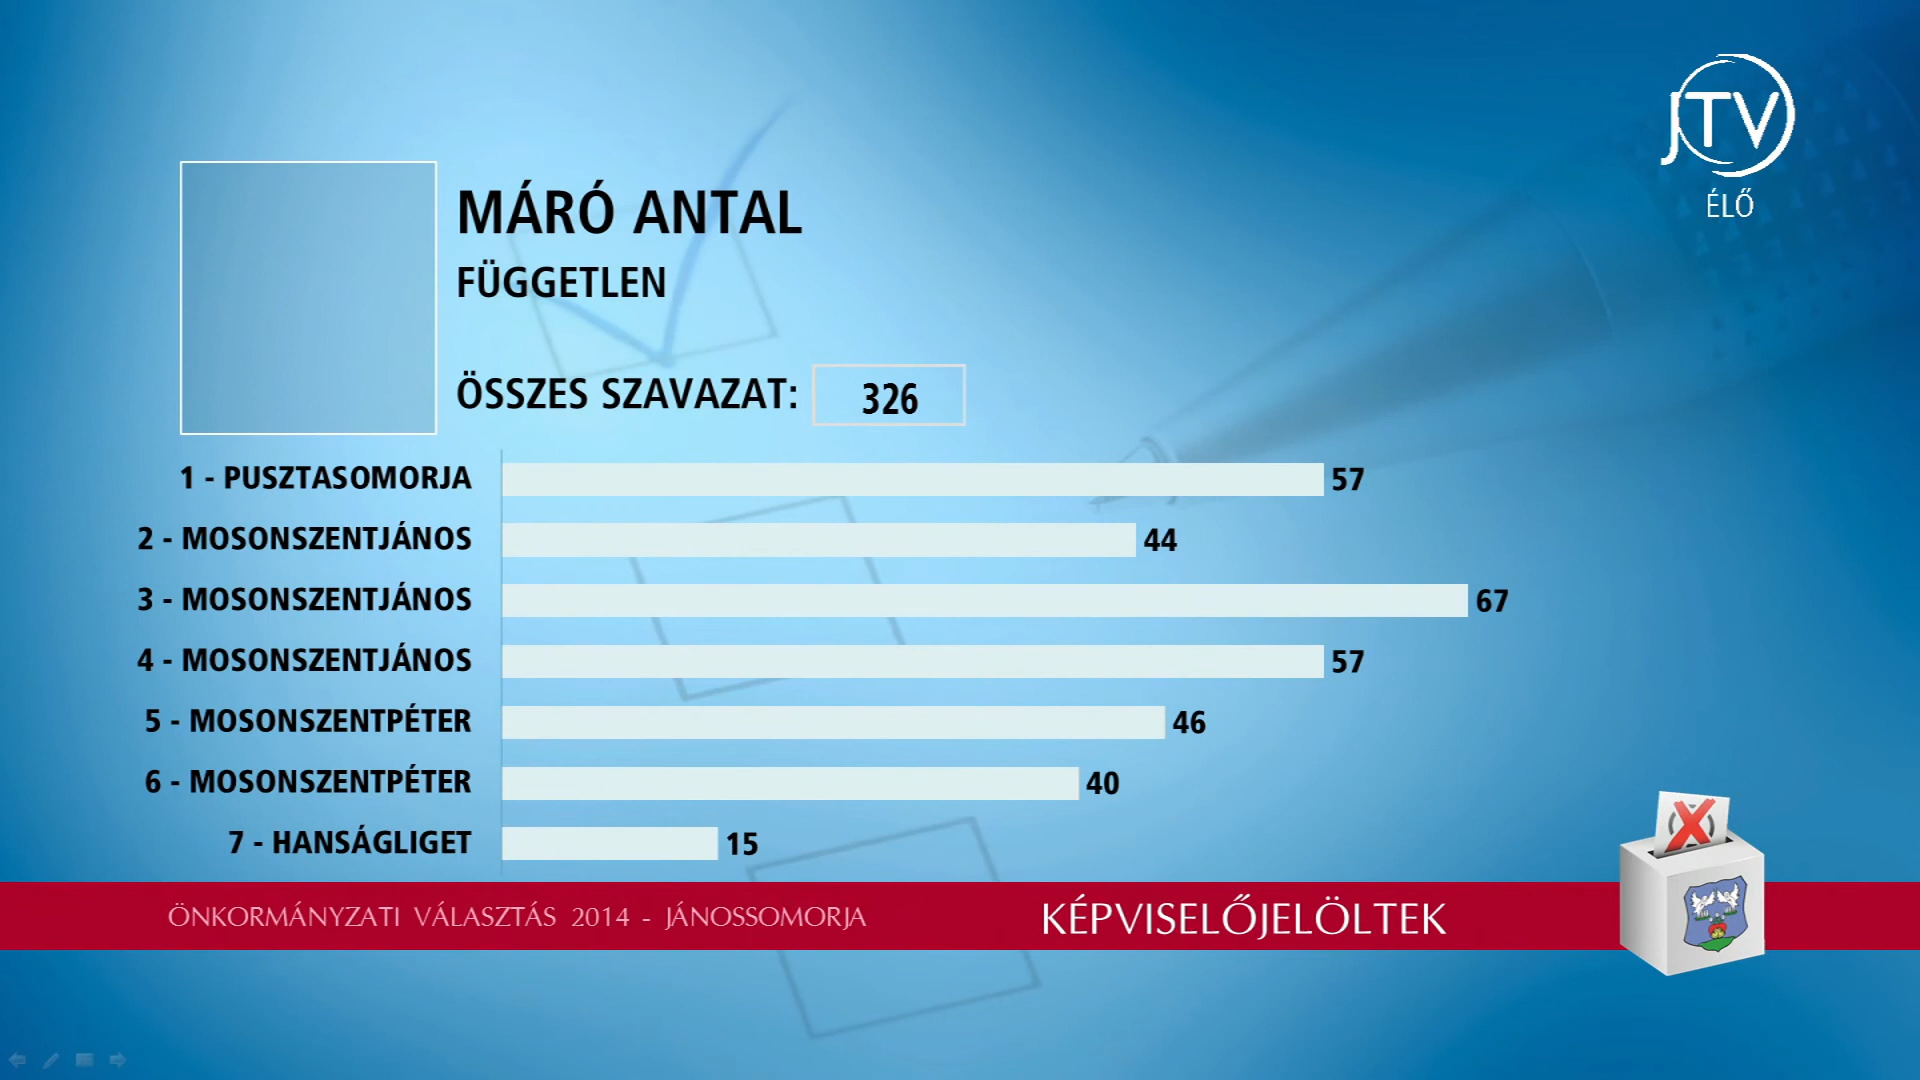 JTV
ÉLŐ
MÁRÓ ANTAL
FÜGGETLEN
ÖSSZES SZAVAZAT: 326
1 - PUSZTASOMORJA 57
2 - MOSONSZENTJÁNOS 44
3 - MOSONSZENTJÁNOS 67
4 - MOSONSZENTJÁNOS 57
5 - MOSONSZENTPÉTER 46
6 - MOSONSZENTPÉTER 40
7 - HANSÁGLIGET 15
ÖNKORMÁNYZATI VÁLASZTÁS 2014 - JÁNOSSOMORJA KÉPVISELŐJELÖLTEK